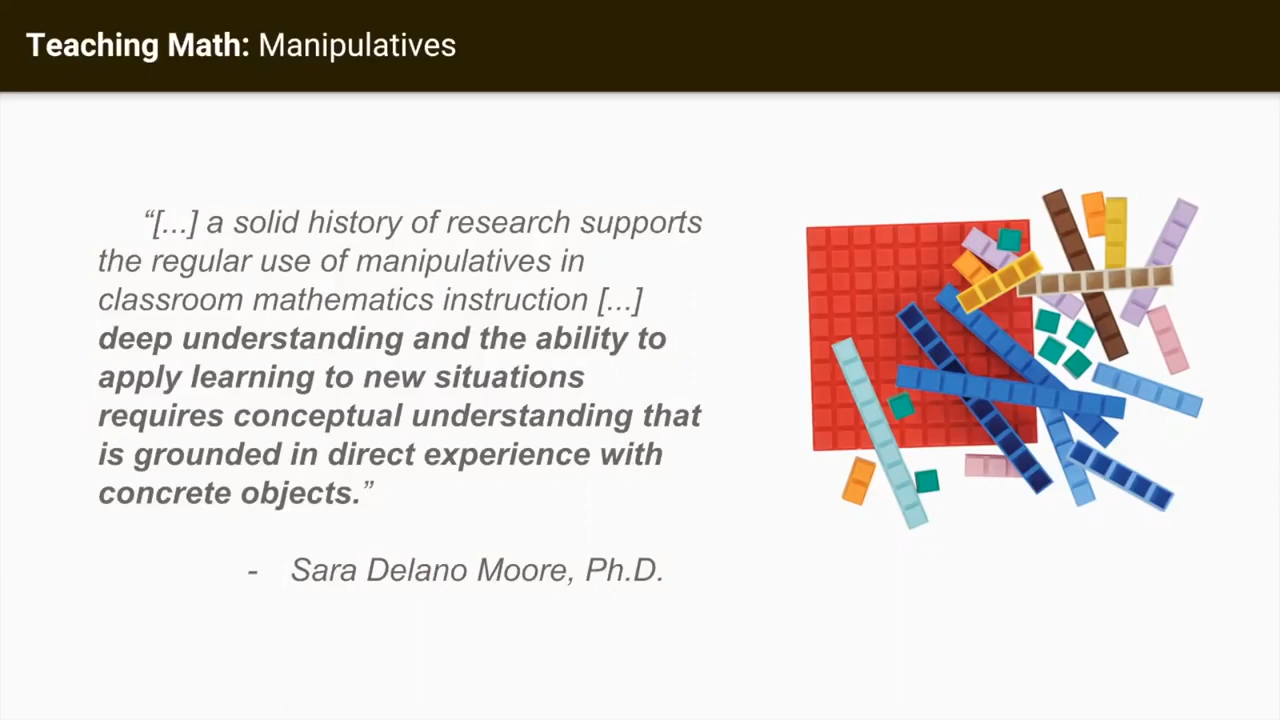 Teaching Math: Manipulatives
“[...] a solid history of research supports
the regular use of manipulatives in
classroom mathematics instruction [...]
deep understanding and the ability to
apply learning to new situations
requires conceptual understanding that
is grounded in direct experience with
concrete objects.”
- Sara Delano Moore, Ph.D.